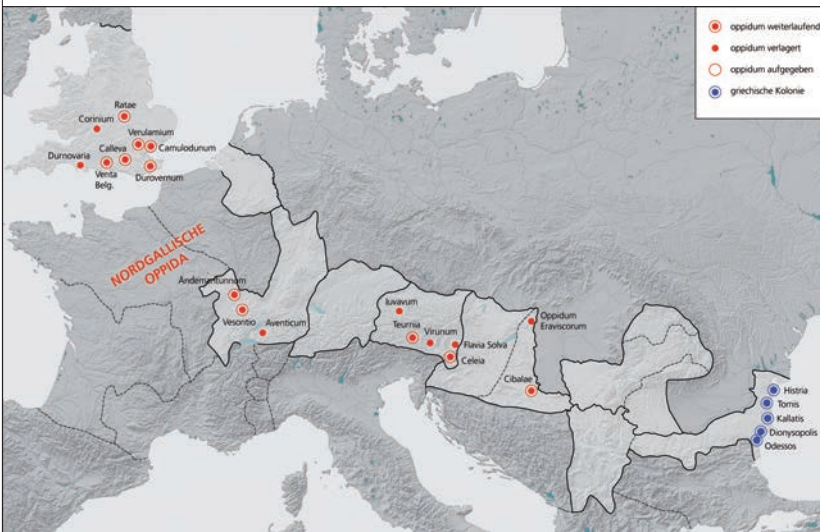 oppidum weiterlaufend
oppidum verlagert
oppidum aufgegeben
griechische Kolonie
Ratae
Corinium
Verulamium
Calleva
Camulodunum
Durnovaria
Venta
Belg.
Durovernum
NORDGALLISCHE
OPPIDA
Andemantunnum
Vesontio
Aventicum
Iuvavum
Teurnia
Virunum
Flavia Solva
Celeia
Oppidum
Eraviscorum
Cibalae
Histria
Tomis
Kallatis
Dionysopolis
Odessos